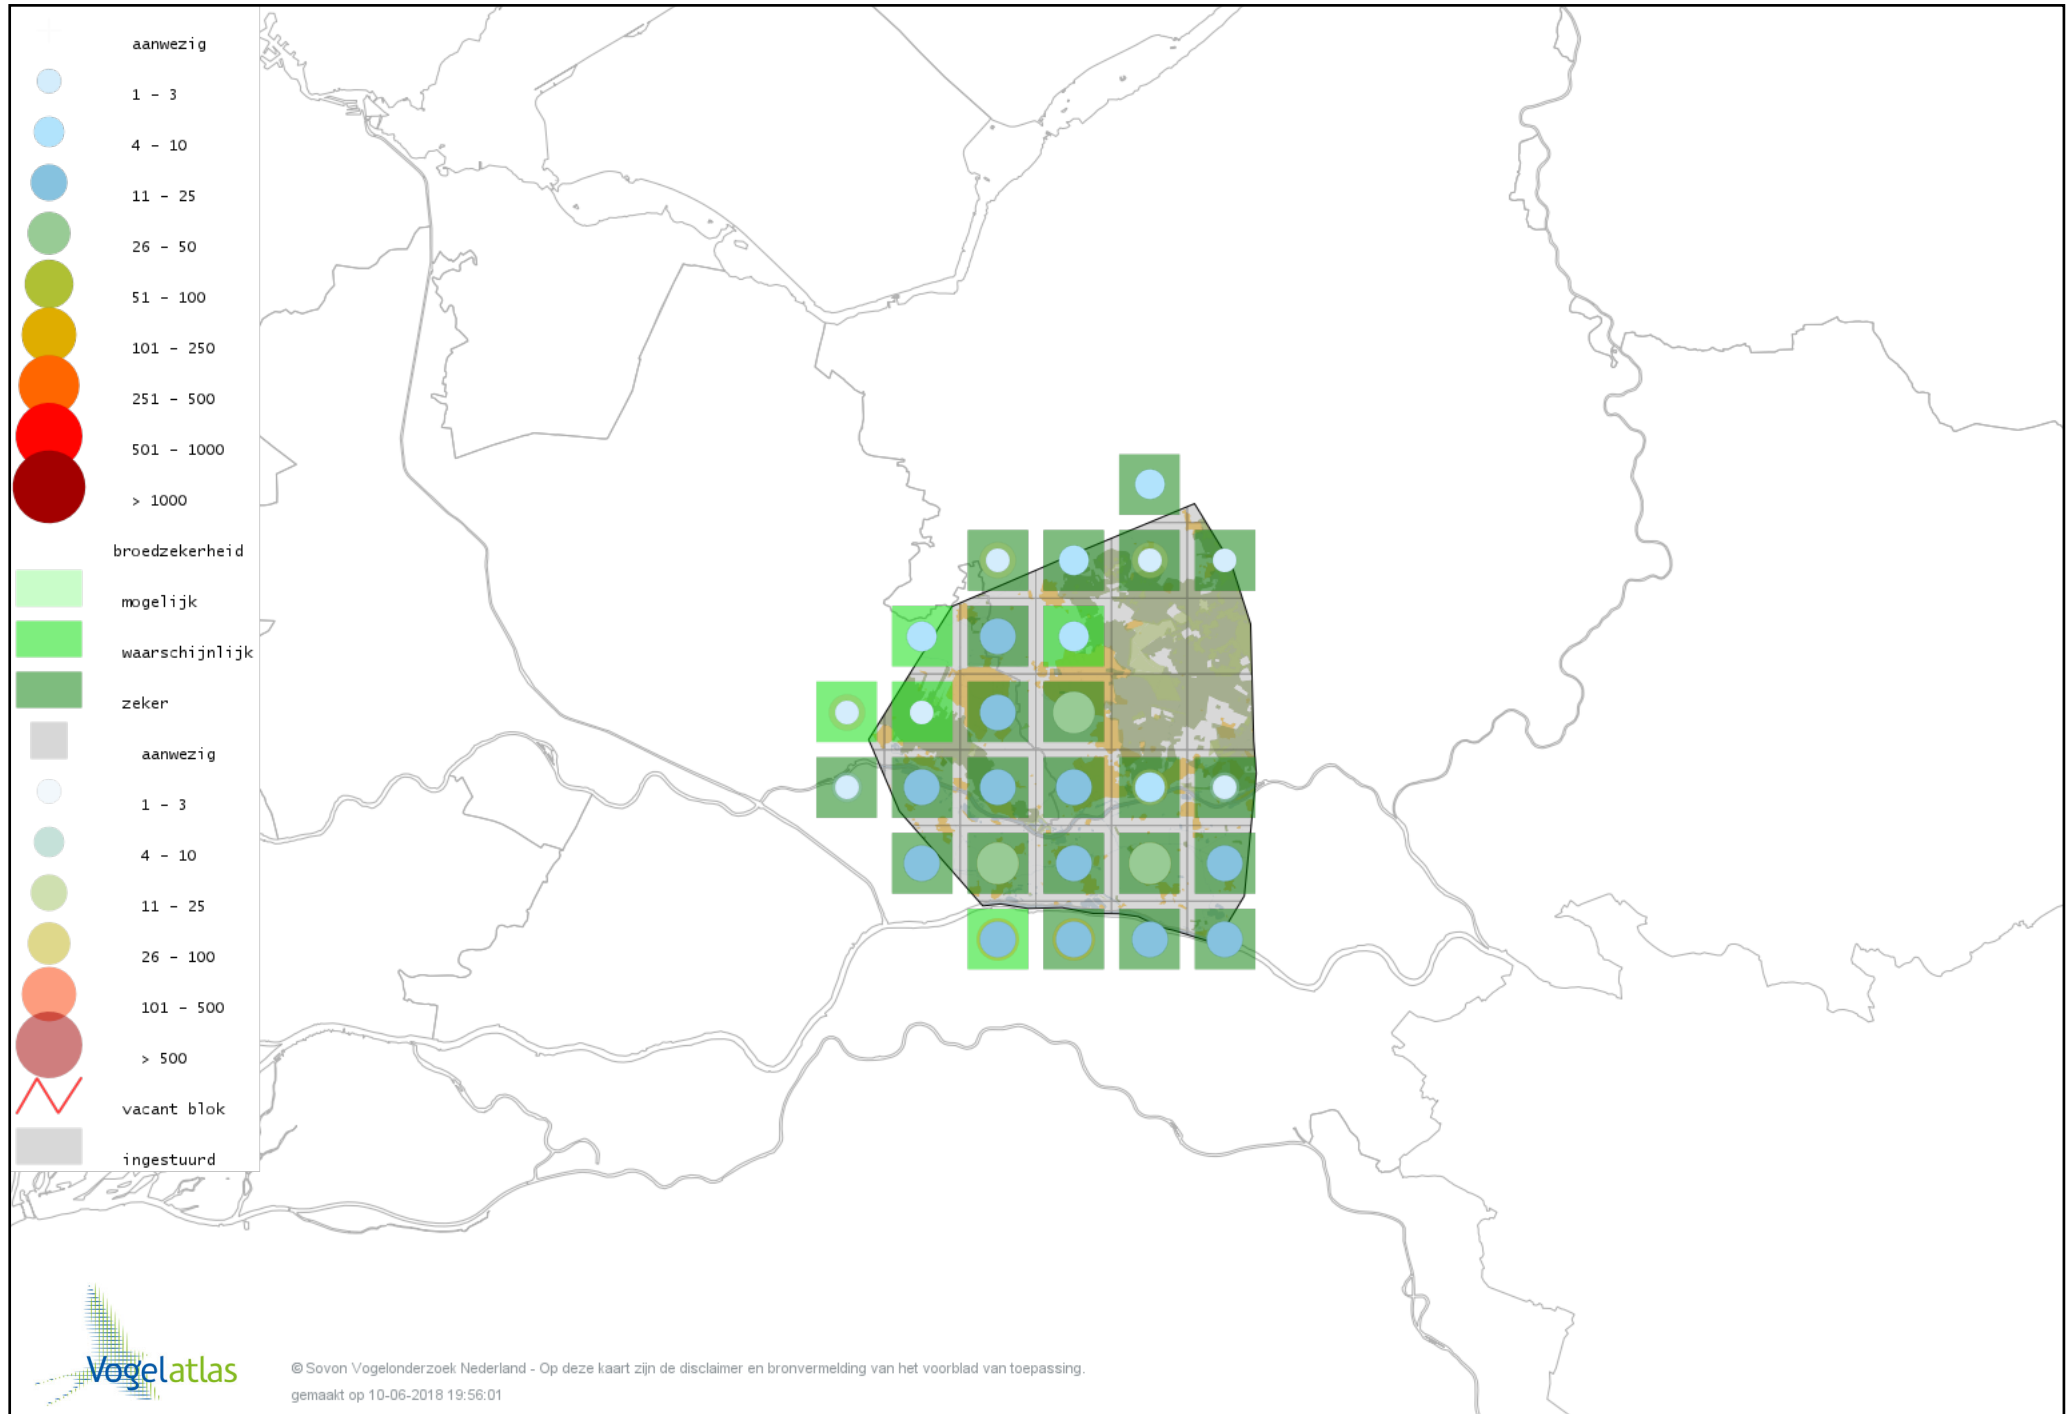 aanwezig
1 - 3
4 - 10
11 - 25
26 - 50
51 - 100
101 - 250
251 - 500
501 - 1000
> 1000
broedzekerheid
mogelijk
waarschijnlijk
zeker
aanwezig
1 - 3
4 - 10
11 - 25
26 - 100
101 - 500
> 500
vacant blok
ingestuurd
Vogelatlas
© Sovon Vogelonderzoek Nederland - Op deze kaart zijn de disclaimer en bronvermelding van het voorblad van toepassing.
gemaakt op 10-06-2018 19:56:01